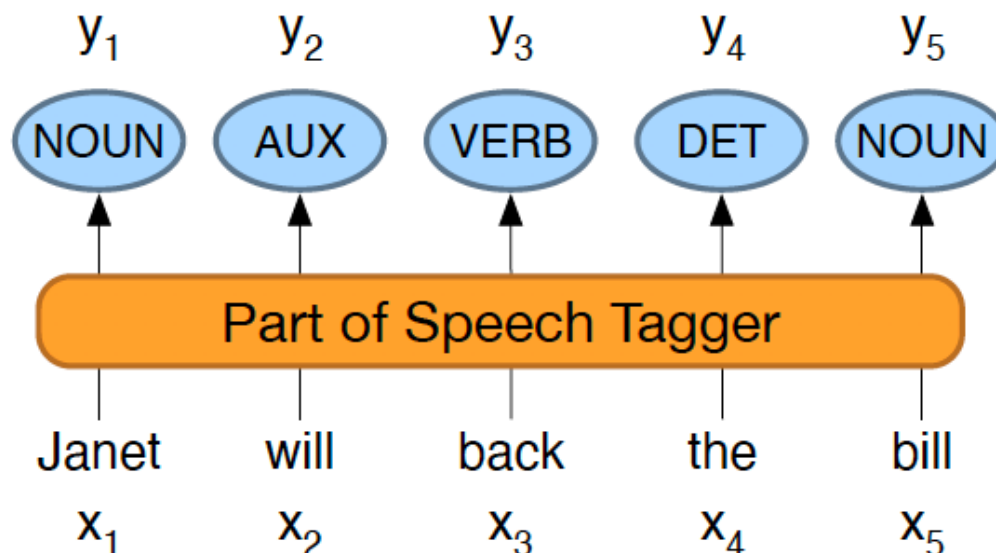 y1 y2 y3 y4 y5
NOUN AUX VERB DET NOUN
Part of Speech Tagger
Janet will back the bill
x1 x2 x3 x4 x5